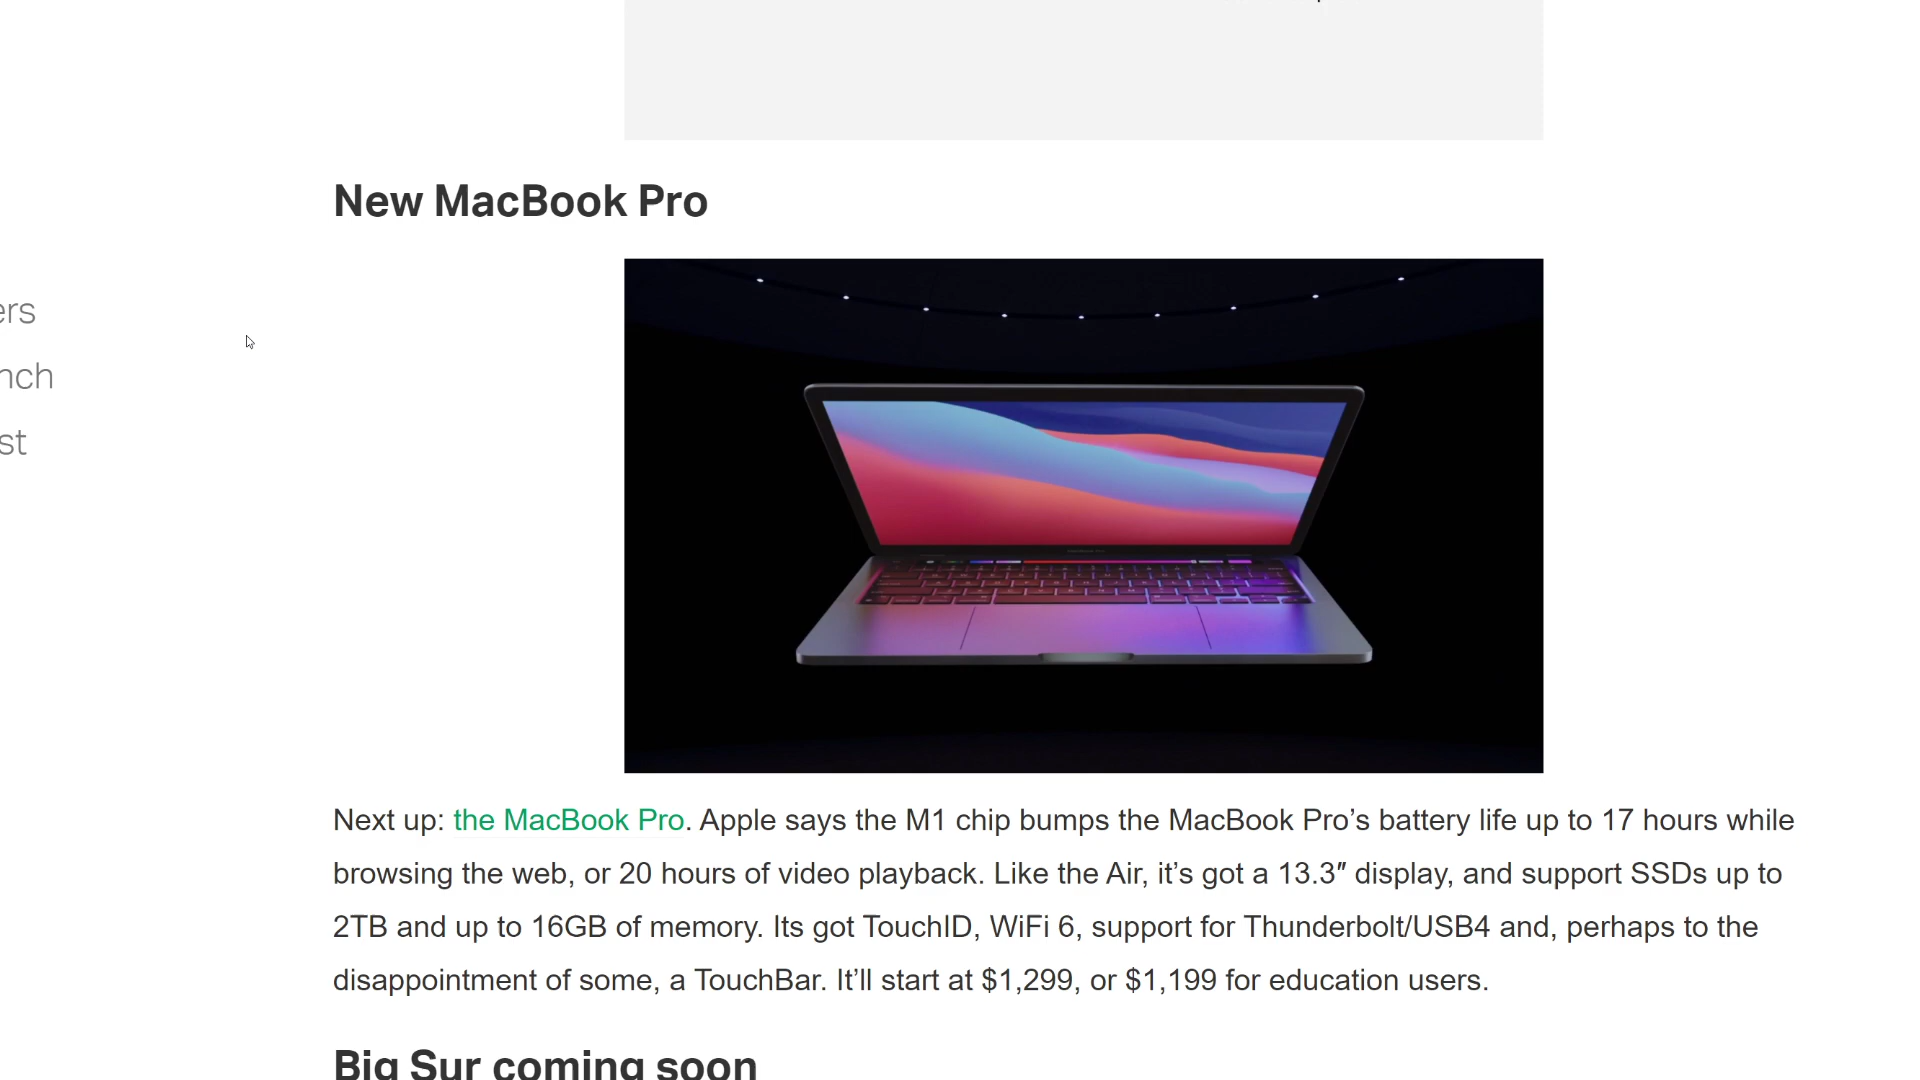 New MacBook Pro
ers
nch
st
Next up: the MacBook Pro. Apple says the M1 chip bumps the MacBook Pro’s battery life up to 17 hours while
browsing the web, or 20 hours of video playback. Like the Air, it’s got a 13.3″ display, and support SSDs up to
2TB and up to 16GB of memory. Its got TouchID, WiFi 6, support for Thunderbolt/USB4 and, perhaps to the
disappointment of some, a TouchBar. It’ll start at $1,299, or $1,199 for education users.
Big Sur coming soon